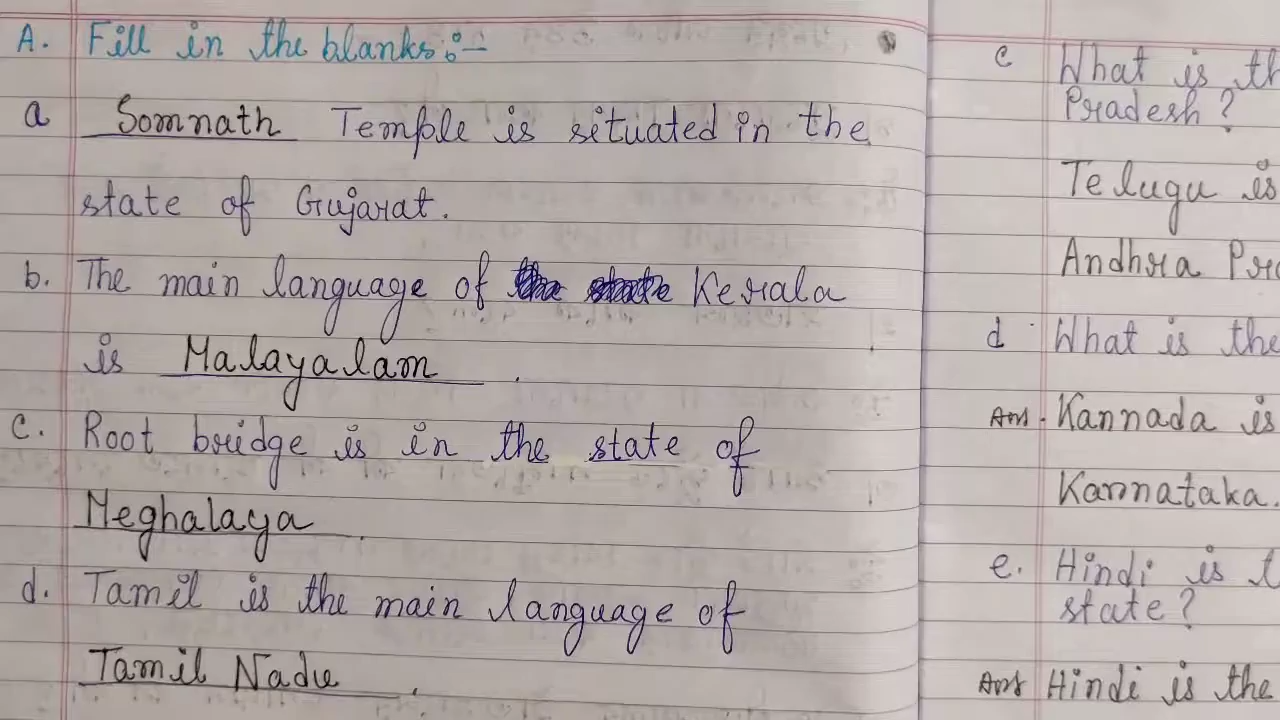 A. Fill in the blanks:-
a Somnath Temple is situated in the
state of Gujarat.
b. The main language of the state Kerala
is Malayalam.
c. Root bridge is in the state of
Meghalaya.
d. Tamil is the main language of
Tamil Nadu.
c What is th
Pradesh?
Telugu is
Andhra Pra
d What is the
Ans. Kannada is
Kannataka.
e. Hindi is t
state?
Ans Hindi is the